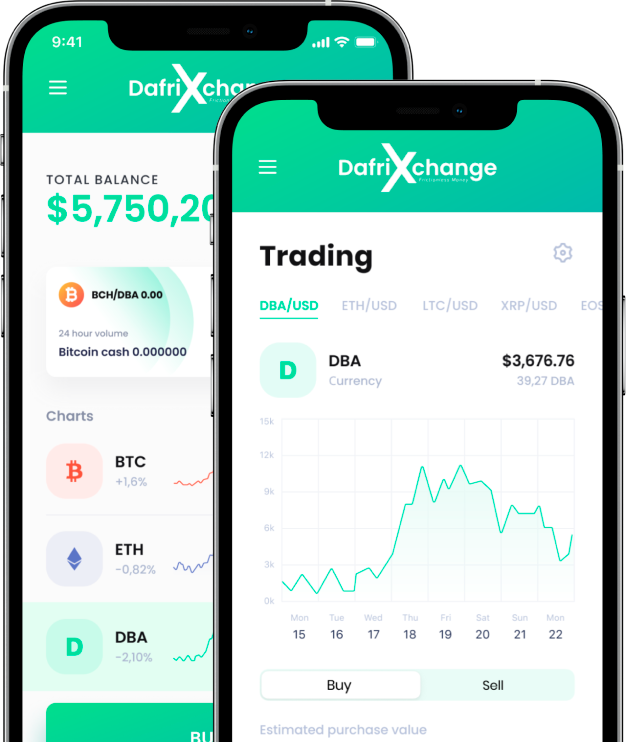 9:41
DafriXchan
TOTAL BALANCE
$5,750,20
BCH/DBA 0.00
24 hour volume
Bitcoin cash 0.000000
Charts
BTC
+1,6%
ETH
-0,82%
DBA
-2,10%
BU
DafriXchange
Frictionless Money
Trading
DBA/USD ETH/USD LTC/USD XRP/USD EOS
D DBA $3,676.76
Currency 39,27 DBA
15k
12k
9k
6k
3k
0k
Mon Tue Wed Thu Fri Sat Sun Mon
15 16 17 18 19 20 21 22
Buy Sell
Estimated purchase value
D